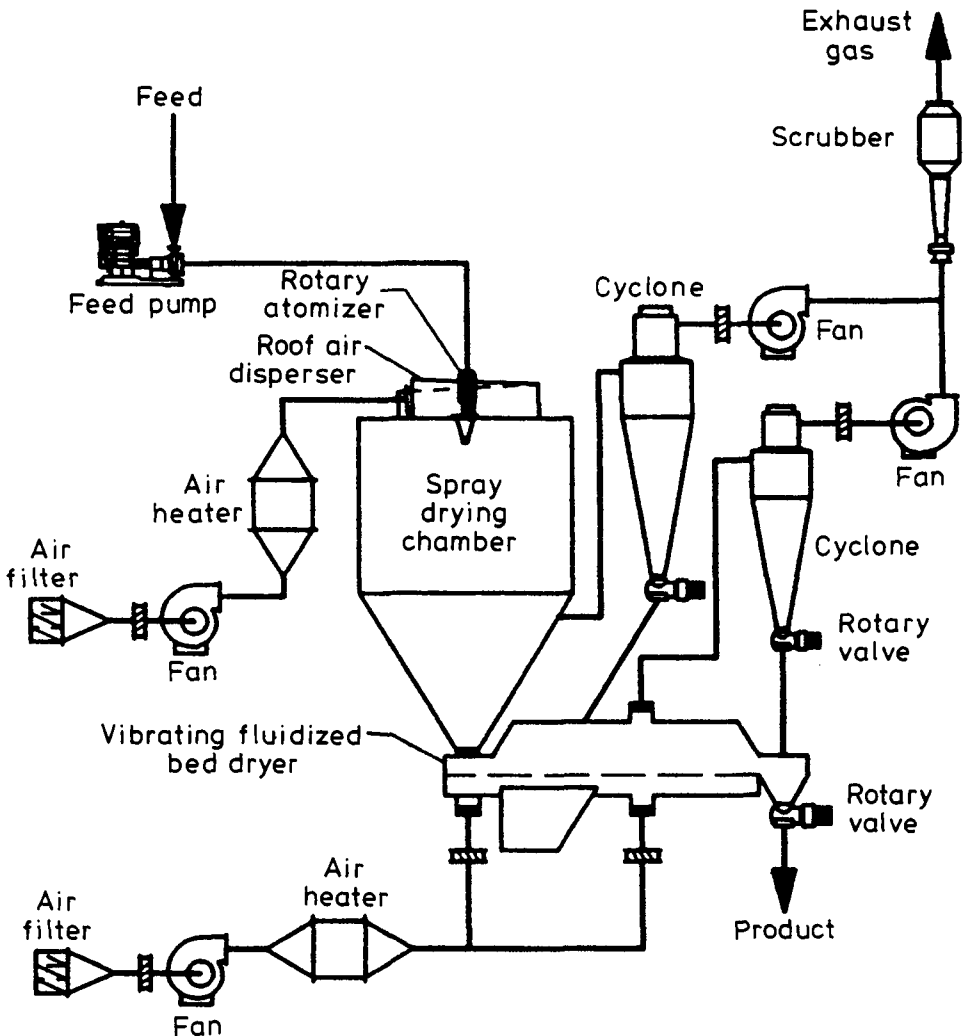 Exhaust
gas
Feed
Scrubber
Feed pump
Rotary
atomizer
Roof air
disperser
Cyclone
Fan
Air
heater
Spray
drying
chamber
Fan
Air
filter
Cyclone
Fan
Rotary
valve
Vibrating fluidized
bed dryer
Rotary
valve
Air
heater
Air
filter
Product
Fan